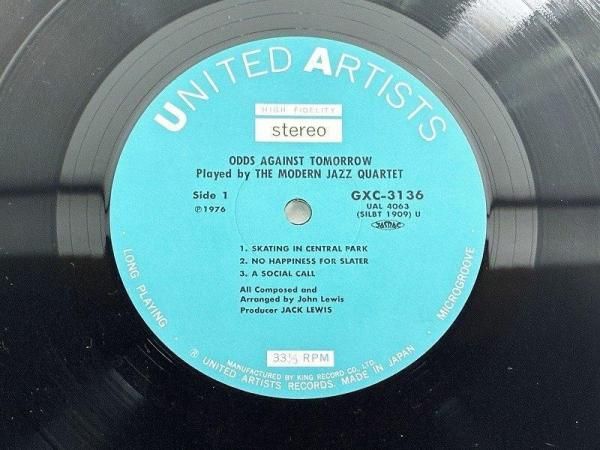 UNITED ARTISTS
HIGH FIDELITY
stereo
ODDS AGAINST TOMORROW
Played by THE MODERN JAZZ QUARTET
Side 1
GXC-3136
℗1976
UAL 4063
(SILBT 1909) U
1. SKATING IN CENTRAL PARK
2. NO HAPPINESS FOR SLATER
3. A SOCIAL CALL
All Composed and
Arranged by John Lewis
Producer JACK LEWIS
LONG PLAYING
MICROGROOVE
33⅓ RPM
MANUFACTURED BY KING RECORD CO., LTD.
® UNITED ARTISTS RECORDS, MADE IN JAPAN